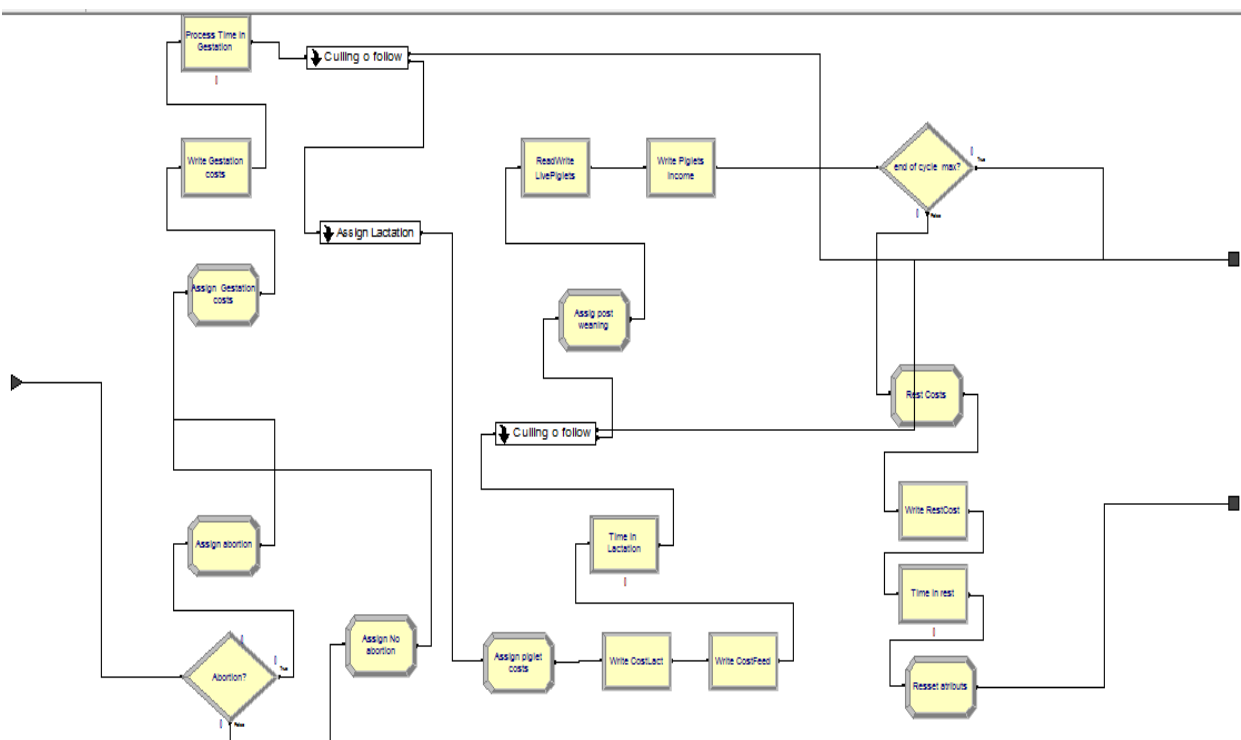 Process Time in
Gestation
Culling o follow
Write Gestation
costs
ReadWrite
LivePiglets
Write Piglets
Income
end of cycle max?
True
False
Assign Lactation
Assign Gestation
costs
Assig post
weaning
Rest Costs
Culling o follow
Write RestCost
Assign abortion
Time in
Lactation
Time in rest
Assign No
abortion
Assign piglet
costs
Write CostLact
Write CostFeed
Abortion?
True
False
Resset atributs